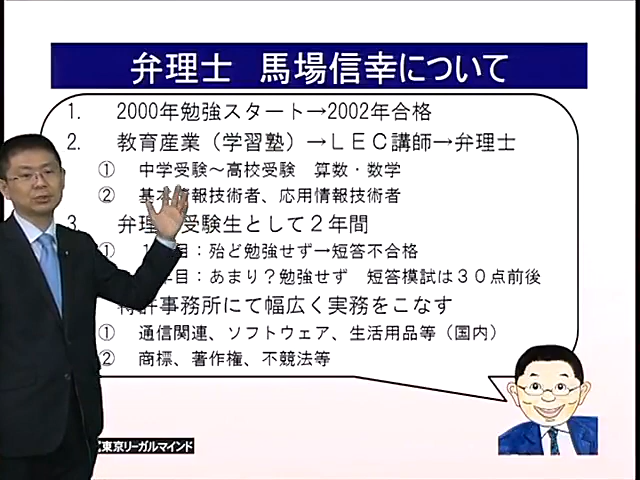 弁理士 馬場信幸について
1. 2000年勉強スタート→2002年合格
2. 教育産業（学習塾）→ＬＥＣ講師→弁理士
① 中学受験～高校受験 算数・数学
② 基本情報技術者、応用情報技術者
3. 弁理 受験生として２年間
① １ 目：殆ど勉強せず→短答不合格
年目：あまり？勉強せず 短答模試は３０点前後
特許事務所にて幅広く実務をこなす
① 通信関連、ソフトウェア、生活用品等（国内）
② 商標、著作権、不競法等
東京リーガルマインド